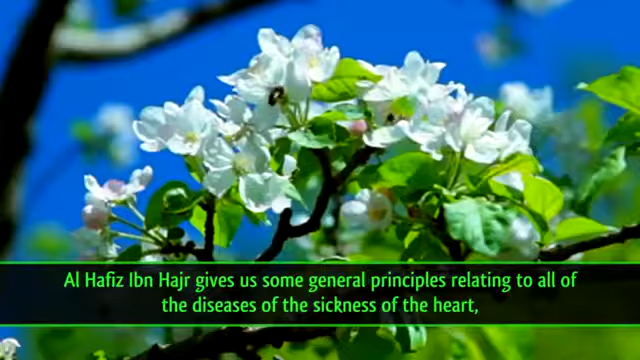 Al Hafiz Ibn Hajr gives us some general principles relating to all of
the diseases of the sickness of the heart,